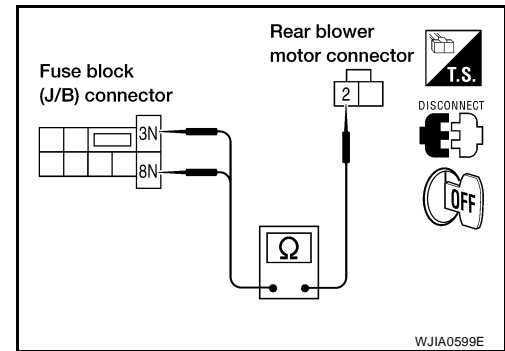 Rear blower
motor connector
Fuse block
(J/B) connector
T.S.
DISCONNECT
2
3N
8N
OFF
Ω
WJIA0599E